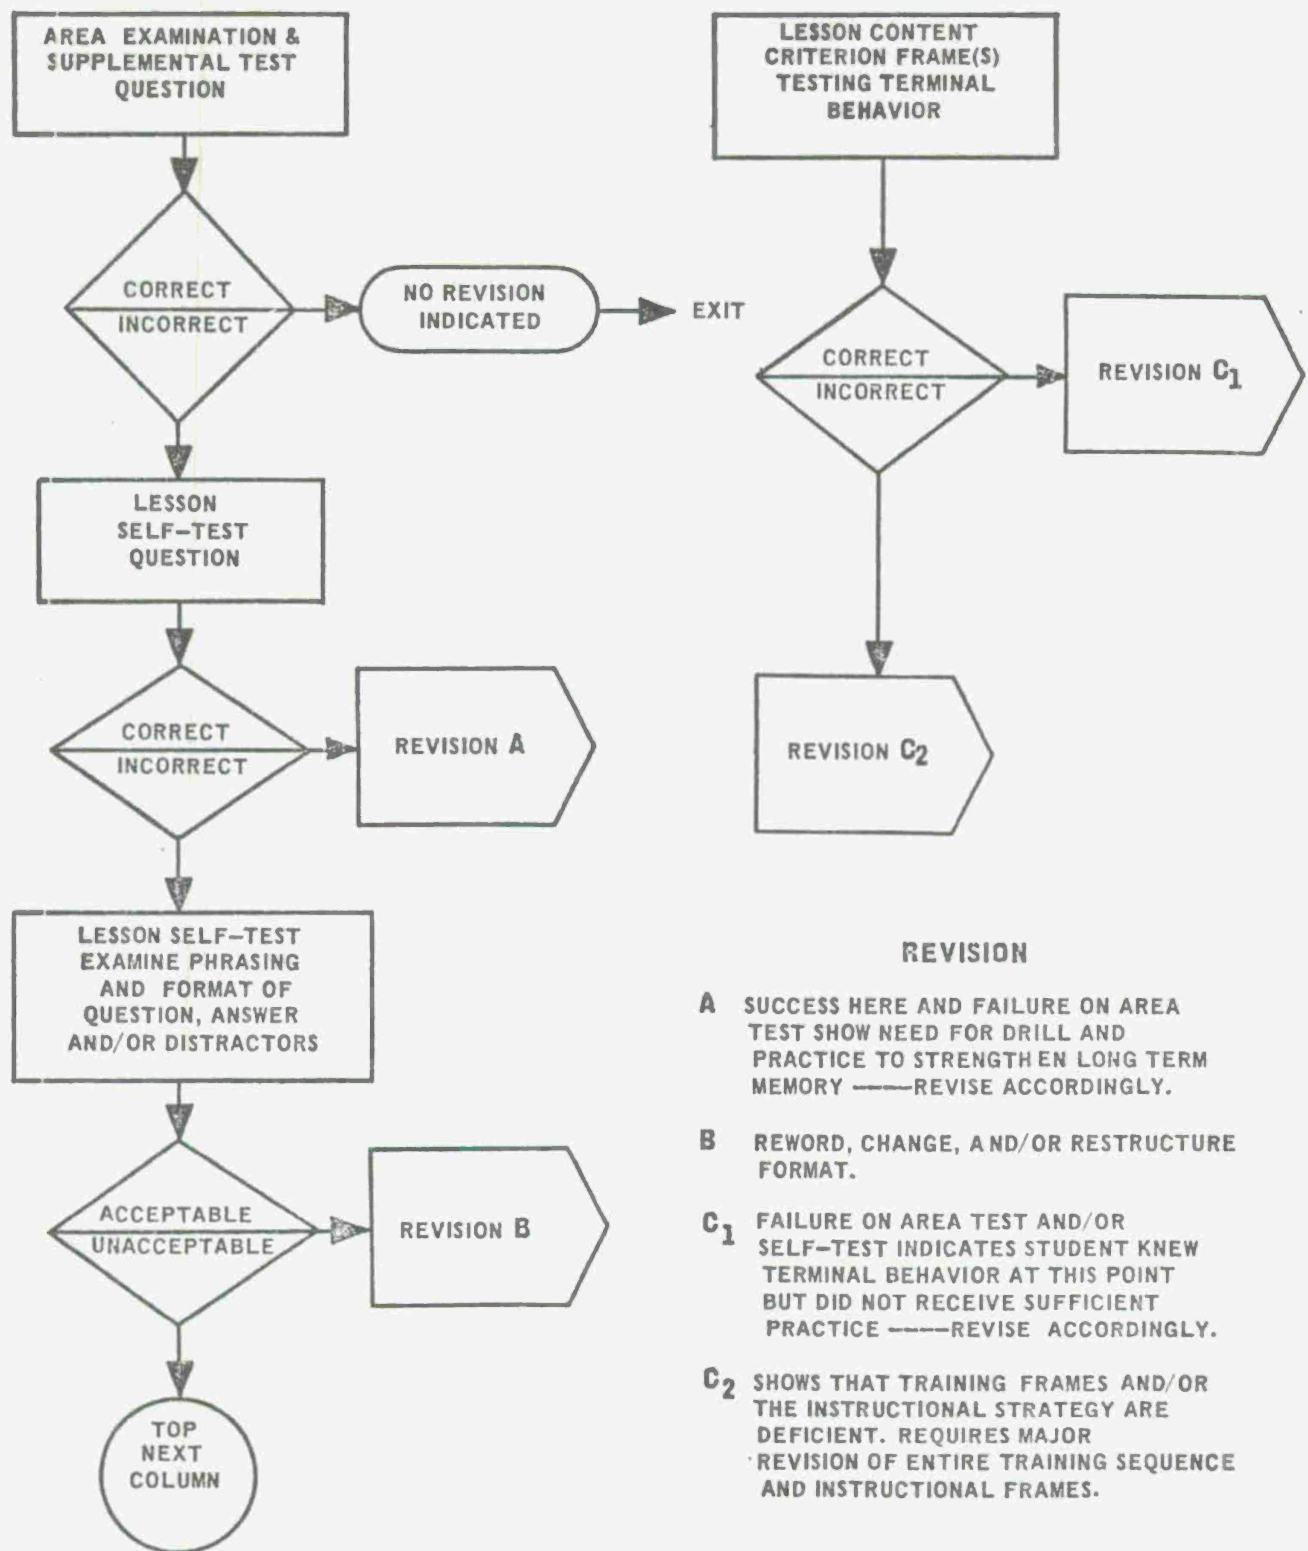 AREA EXAMINATION &
SUPPLEMENTAL TEST
QUESTION
CORRECT
INCORRECT
NO REVISION
INDICATED
EXIT
LESSON
SELF-TEST
QUESTION
CORRECT
INCORRECT
REVISION A
LESSON SELF-TEST
EXAMINE PHRASING
AND FORMAT OF
QUESTION, ANSWER
AND/OR DISTRACTORS
ACCEPTABLE
UNACCEPTABLE
REVISION B
TOP
NEXT
COLUMN
LESSON CONTENT
CRITERION FRAME(S)
TESTING TERMINAL
BEHAVIOR
CORRECT
INCORRECT
REVISION C1
REVISION C2
REVISION
A SUCCESS HERE AND FAILURE ON AREA
TEST SHOW NEED FOR DRILL AND
PRACTICE TO STRENGTH EN LONG TERM
MEMORY ----REVISE ACCORDINGLY.
B REWORD, CHANGE, AND/OR RESTRUCTURE
FORMAT.
C1 FAILURE ON AREA TEST AND/OR
SELF-TEST INDICATES STUDENT KNEW
TERMINAL BEHAVIOR AT THIS POINT
BUT DID NOT RECEIVE SUFFICIENT
PRACTICE ----REVISE ACCORDINGLY.
C2 SHOWS THAT TRAINING FRAMES AND/OR
THE INSTRUCTIONAL STRATEGY ARE
DEFICIENT. REQUIRES MAJOR
REVISION OF ENTIRE TRAINING SEQUENCE
AND INSTRUCTIONAL FRAMES.